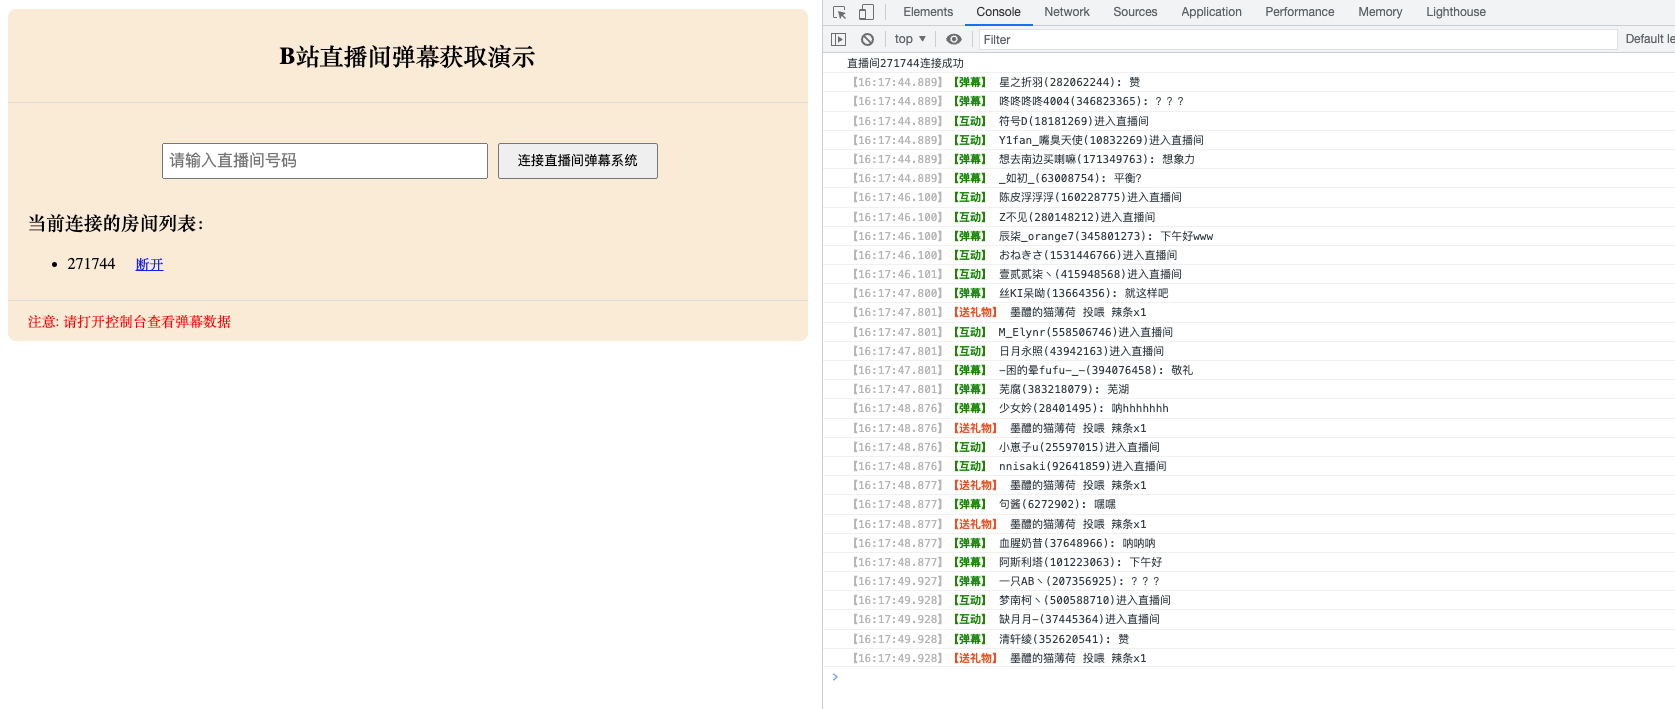 B站直播间弹幕获取演示
请输入直播间号码
连接直播间弹幕系统
当前连接的房间列表：
271744 断开
注意: 请打开控制台查看弹幕数据
Elements Console Network Sources Application Performance Memory Lighthouse
top Filter Default le
直播间271744连接成功
【16:17:44.889】【弹幕】 星之折羽(282062244): 赞
【16:17:44.889】【弹幕】 咚咚咚咚4004(346823365): ？？？
【16:17:44.889】【互动】 符号D(18181269)进入直播间
【16:17:44.889】【互动】 Y1fan_嘴臭天使(10832269)进入直播间
【16:17:44.889】【弹幕】 想去南边买喇嘛(171349763): 想象力
【16:17:44.889】【弹幕】 _如初_(63008754): 平衡?
【16:17:46.100】【互动】 陈皮浮浮浮(160228775)进入直播间
【16:17:46.100】【互动】 Z不见(280148212)进入直播间
【16:17:46.100】【弹幕】 辰柒_orange7(345801273): 下午好www
【16:17:46.100】【互动】 おねきさ(1531446766)进入直播间
【16:17:46.101】【互动】 壹贰贰柒丶(415948568)进入直播间
【16:17:47.800】【弹幕】 丝KI呆呦(13664356): 就这样吧
【16:17:47.801】【送礼物】 墨醴的猫薄荷 投喂 辣条x1
【16:17:47.801】【互动】 M_Elynr(558506746)进入直播间
【16:17:47.801】【互动】 日月永照(43942163)进入直播间
【16:17:47.801】【弹幕】 -困的晕fufu-_-(394076458): 敬礼
【16:17:47.801】【弹幕】 芜腐(383218079): 芜湖
【16:17:48.876】【弹幕】 少女妗(28401495): 呐hhhhhhh
【16:17:48.876】【送礼物】 墨醴的猫薄荷 投喂 辣条x1
【16:17:48.876】【互动】 小恵子u(25597015)进入直播间
【16:17:48.876】【互动】 nnisaki(92641859)进入直播间
【16:17:48.877】【送礼物】 墨醴的猫薄荷 投喂 辣条x1
【16:17:48.877】【弹幕】 句酱(6272902): 嘿嘿
【16:17:48.877】【送礼物】 墨醴的猫薄荷 投喂 辣条x1
【16:17:48.877】【弹幕】 血腥奶昔(37648966): 呐呐呐
【16:17:48.877】【弹幕】 阿斯利塔(101223063): 下午好
【16:17:49.927】【弹幕】 一只AB丶(207356925): ？？？
【16:17:49.928】【互动】 梦南柯丶(500588710)进入直播间
【16:17:49.928】【互动】 缺月月-(37445364)进入直播间
【16:17:49.928】【弹幕】 清轩绫(352620541): 赞
【16:17:49.928】【送礼物】 墨醴的猫薄荷 投喂 辣条x1